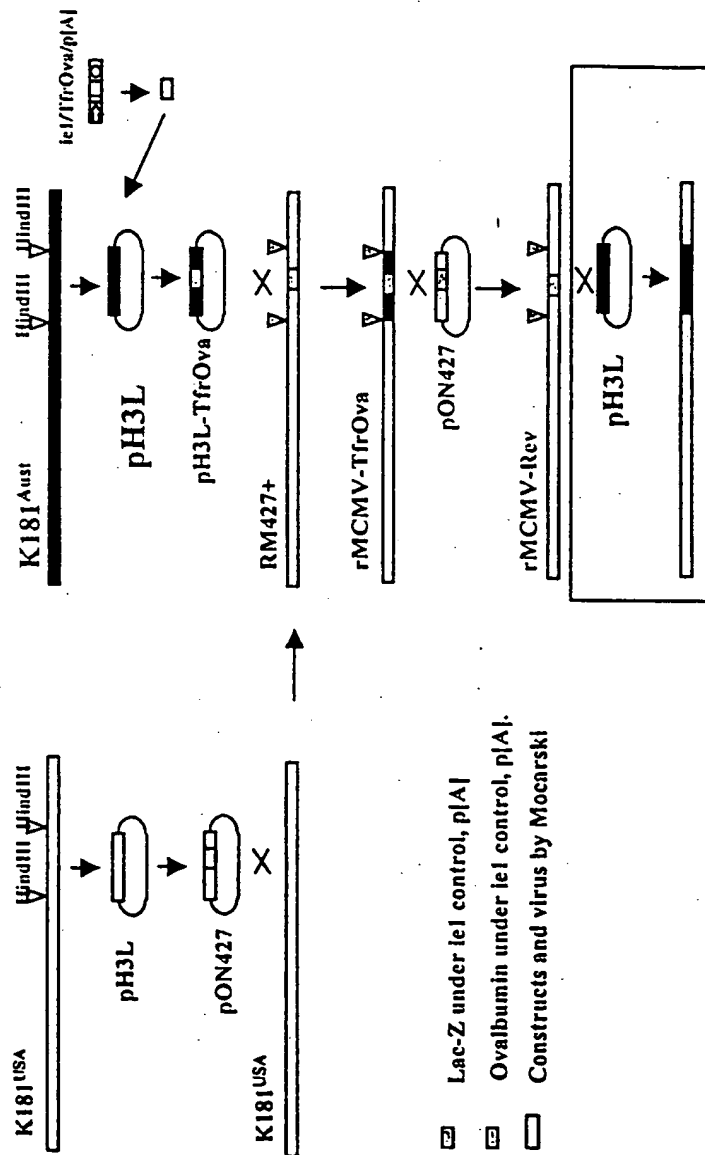 K181USA
HindIII HindIII
pH3L
pON427
K181USA
K181Aust
HindIII HindIII
ie1/TfrOva/p[A]
pH3L
pH3L-TfrOva
RM427+
rMCMV-TfrOva
pON427
rMCMV-Rev
pH3L
Lac-Z under ie1 control, p[A]
Ovalbumin under ie1 control, p[A].
Constructs and virus by Mocarski